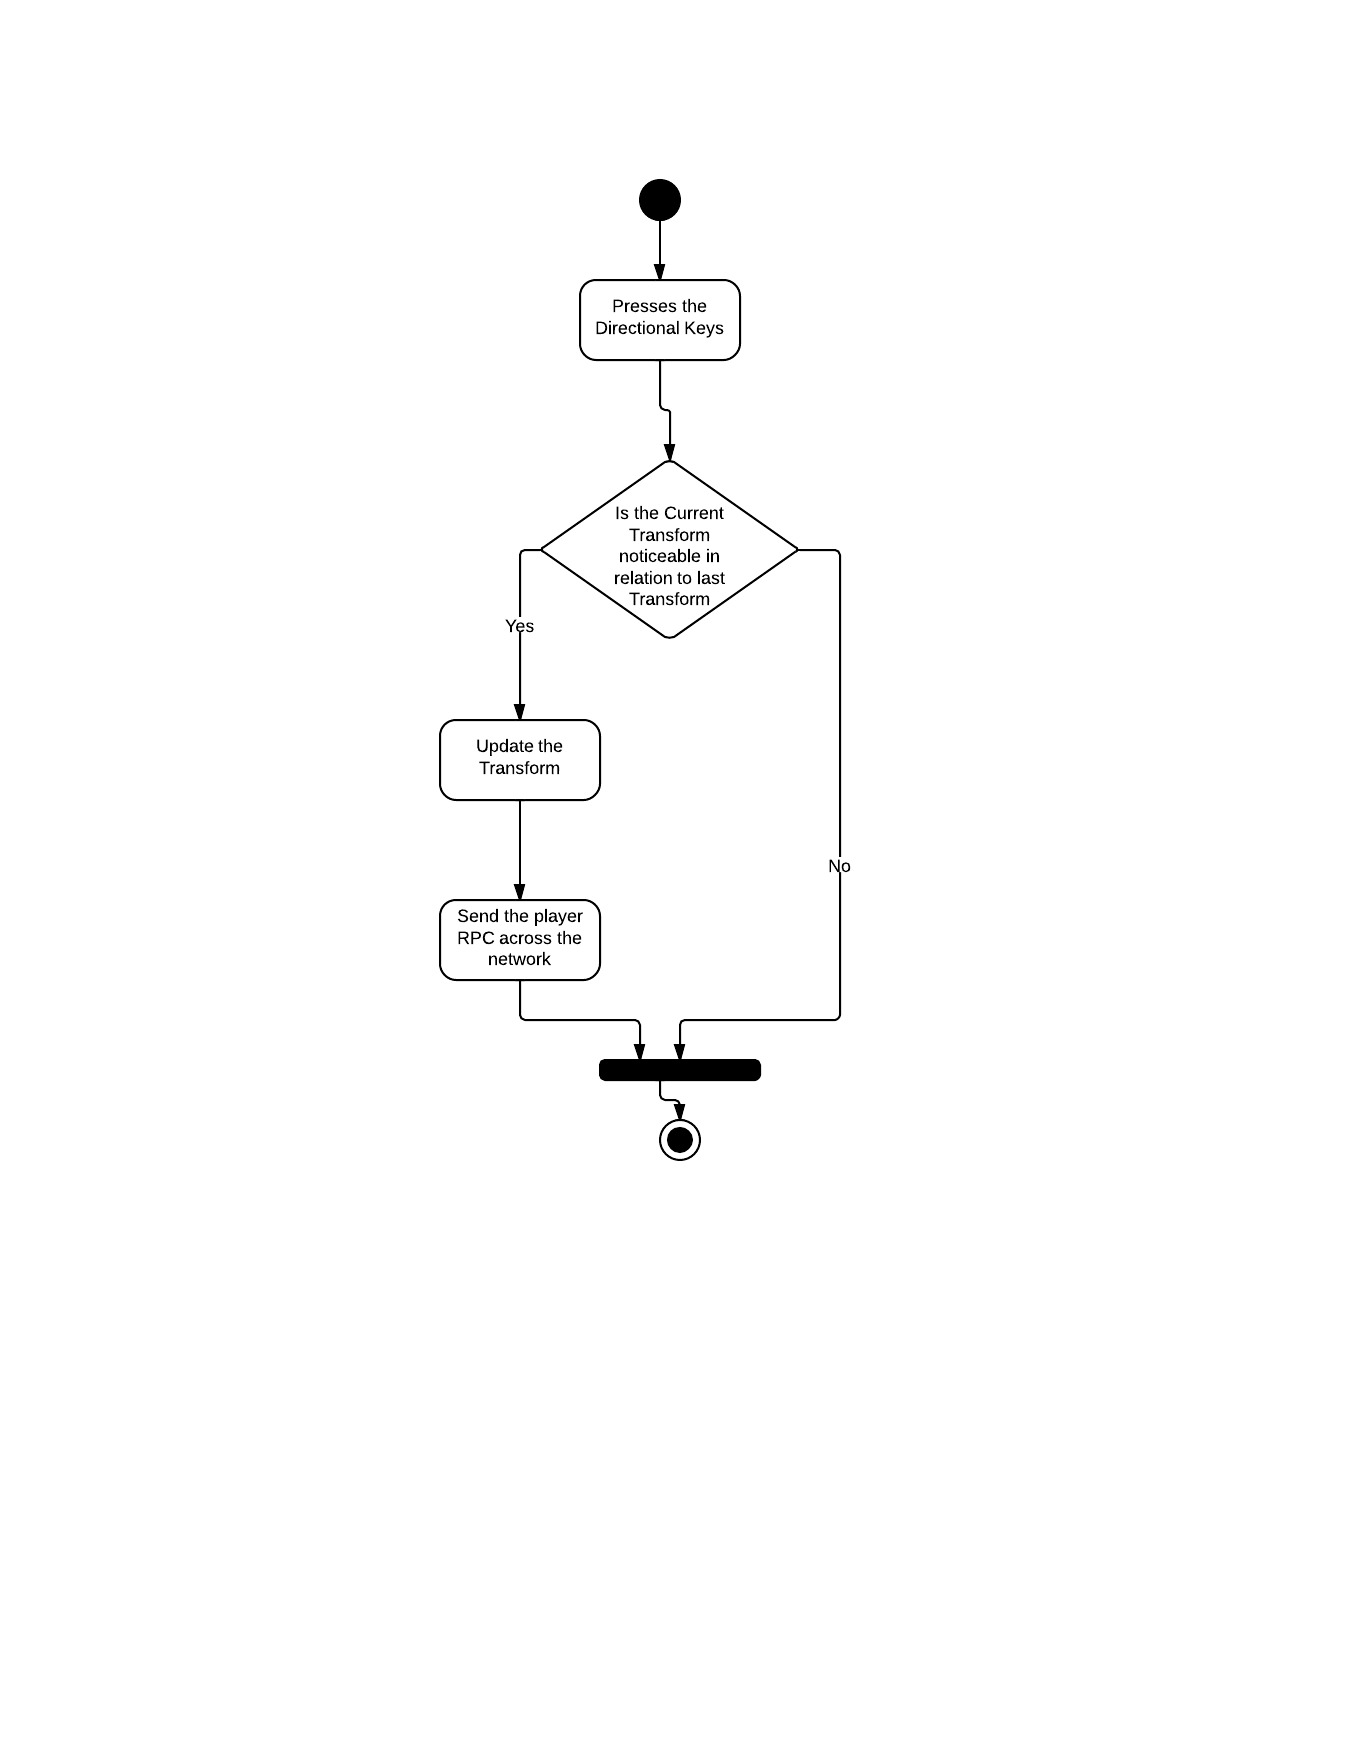 Presses the
Directional Keys
Is the Current
Transform
noticeable in
relation to last
Transform
Yes
Update the
Transform
No
Send the player
RPC across the
network